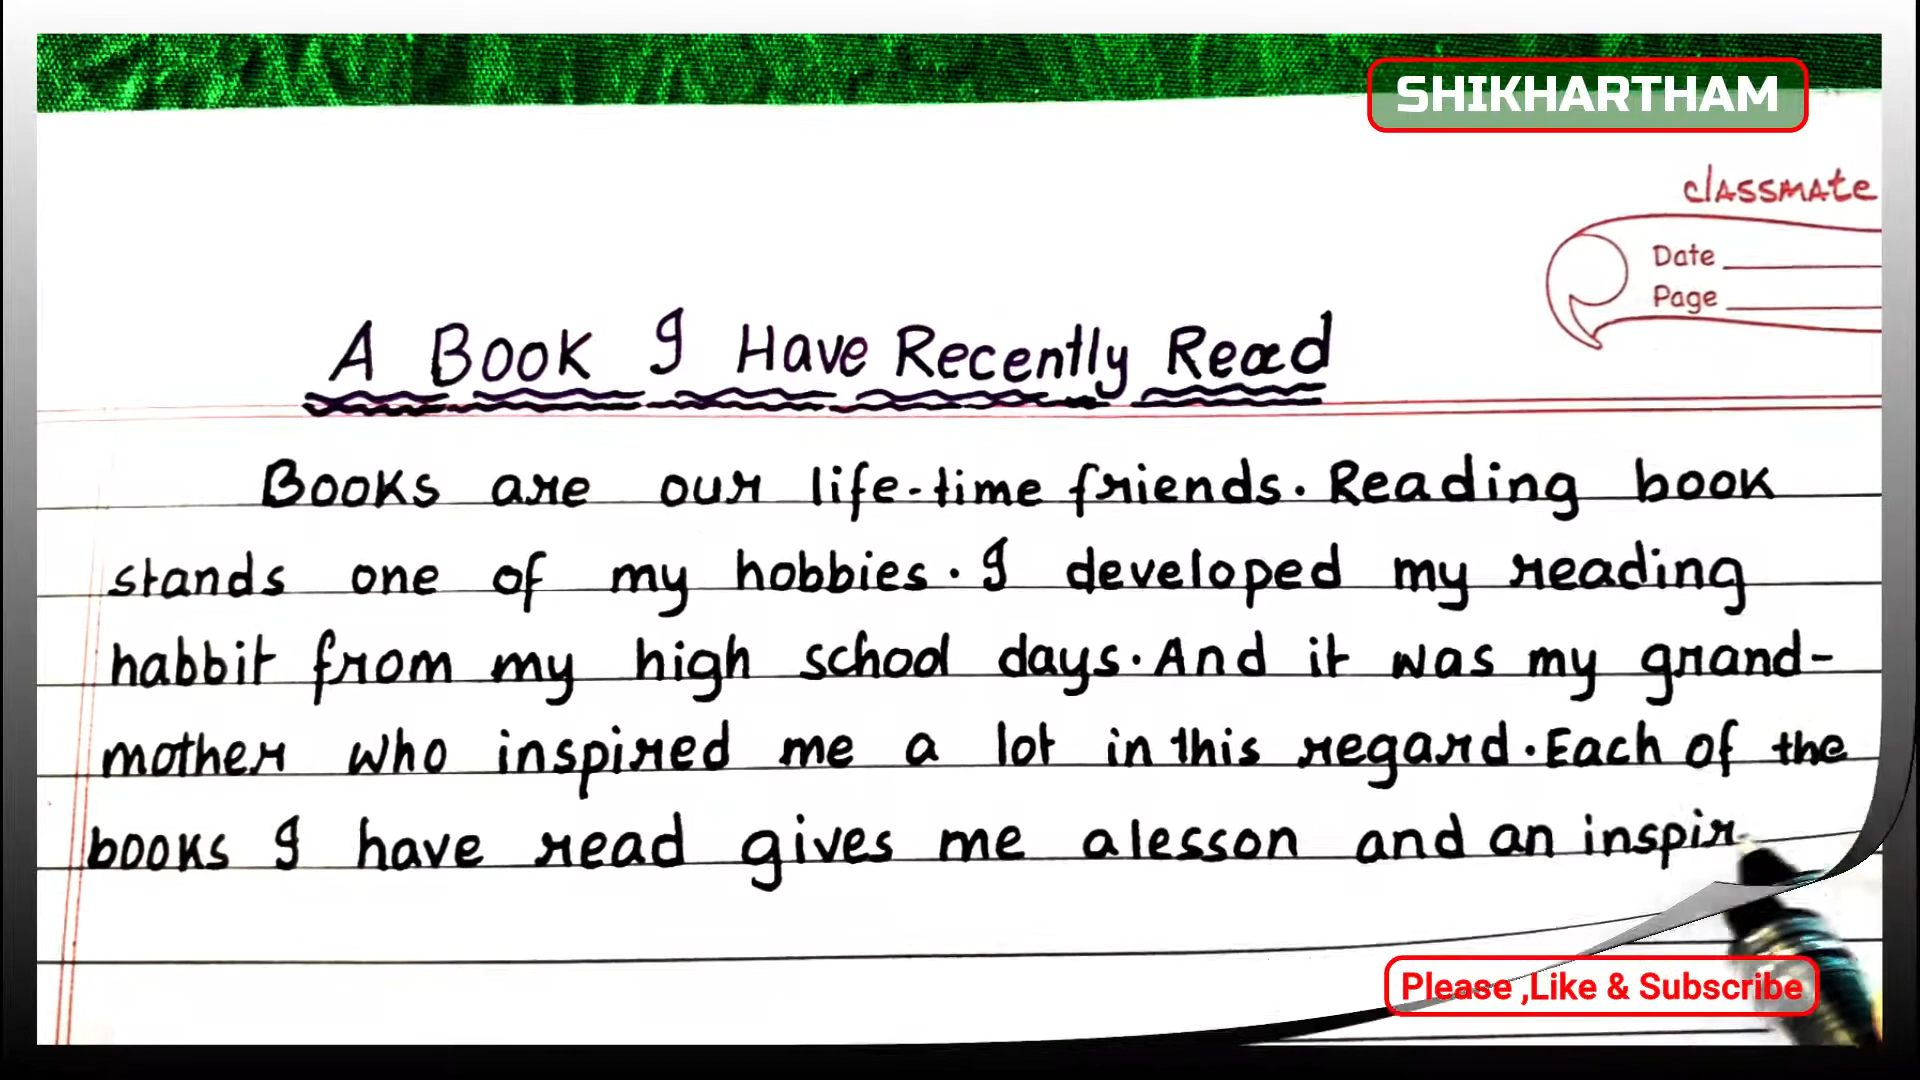 SHIKHARTHAM
classmate
Date
Page
A Book I Have Recently Read
Books are our life-time friends. Reading book
stands one of my hobbies. I developed my reading
habbit from my high school days. And it was my grand-
mother who inspired me a lot in this regard. Each of the
books I have read gives me a lesson and an inspir
Please ,Like & Subscribe